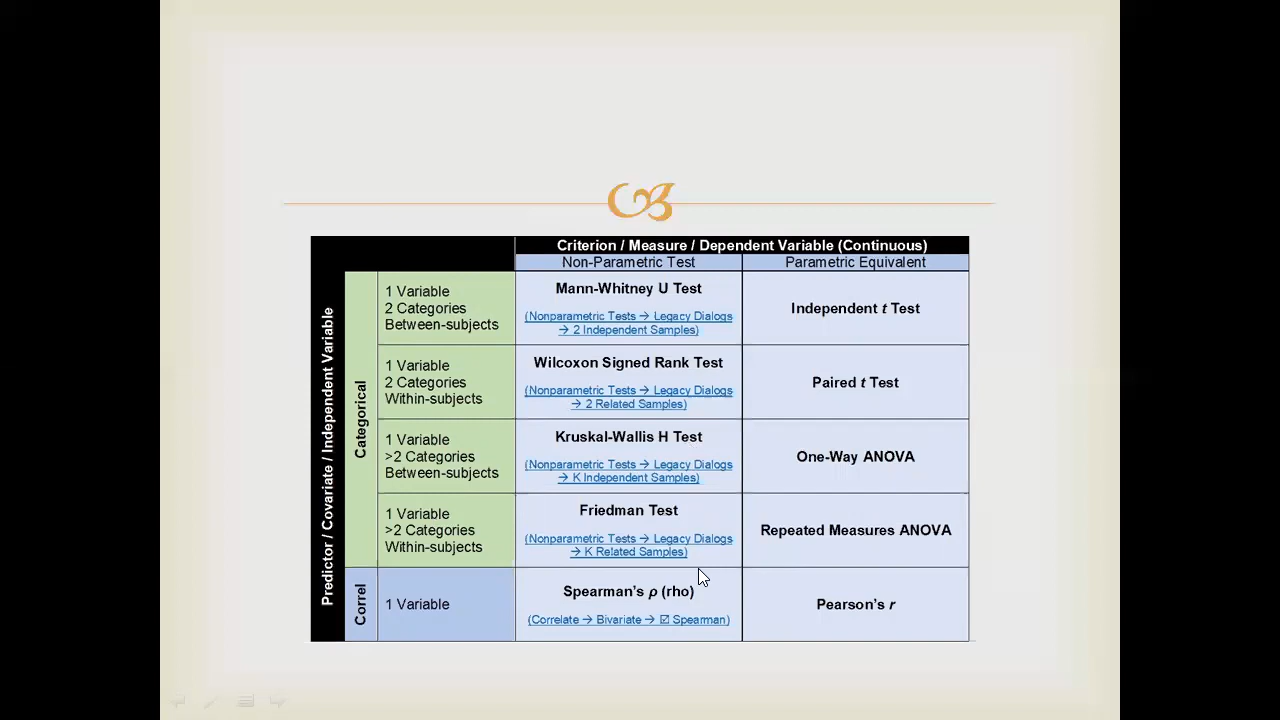 Criterion / Measure / Dependent Variable (Continuous)
Non-Parametric Test
Parametric Equivalent
Predictor / Covariate / Independent Variable
Categorical
1 Variable
2 Categories
Between-subjects
Mann-Whitney U Test
(Nonparametric Tests → Legacy Dialogs
→ 2 Independent Samples)
Independent t Test
1 Variable
2 Categories
Within-subjects
Wilcoxon Signed Rank Test
(Nonparametric Tests → Legacy Dialogs
→ 2 Related Samples)
Paired t Test
1 Variable
>2 Categories
Between-subjects
Kruskal-Wallis H Test
(Nonparametric Tests → Legacy Dialogs
→ K Independent Samples)
One-Way ANOVA
1 Variable
>2 Categories
Within-subjects
Friedman Test
(Nonparametric Tests → Legacy Dialogs
→ K Related Samples)
Repeated Measures ANOVA
Correl
1 Variable
Spearman's ρ (rho)
(Correlate → Bivariate → ☑ Spearman)
Pearson's r